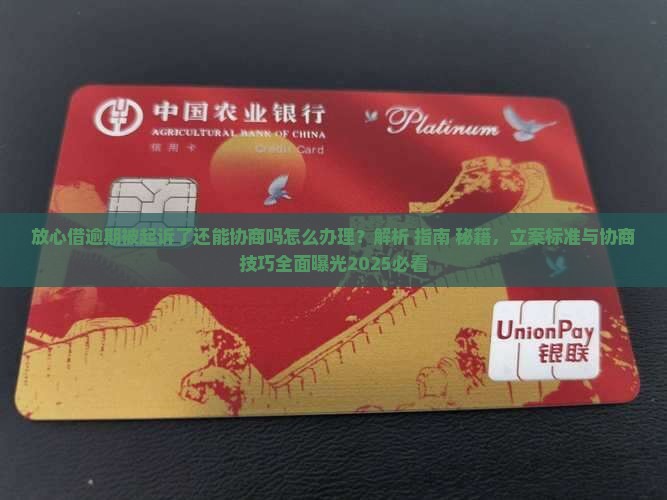 中国农业银行
AGRICULTURAL BANK OF CHINA
信用卡 Credit Card
Platinum
放心借逾期被起诉了还能协商吗怎么办理？解析 指南 秘籍，立案标准与协商
技巧全面曝光2025必看
UnionPay
银联